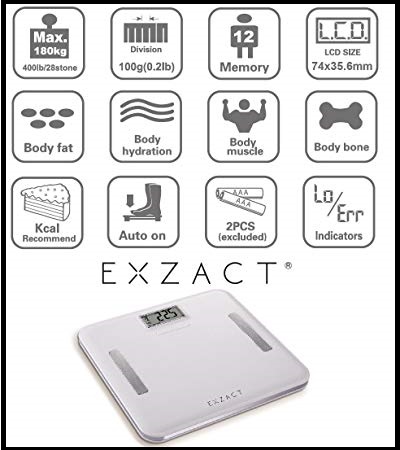 Max.
180kg
400lb/28stone
Division
100g(0.2lb)
12
Memory
L.C.D.
LCD SIZE
74x35.6mm
Body fat
Body
hydration
Body
muscle
Body bone
Kcal
Recommend
Auto on
AAA
AAA
2PCS
(excluded)
Lo/
Err
Indicators
EXZACT®
225
EXZACT